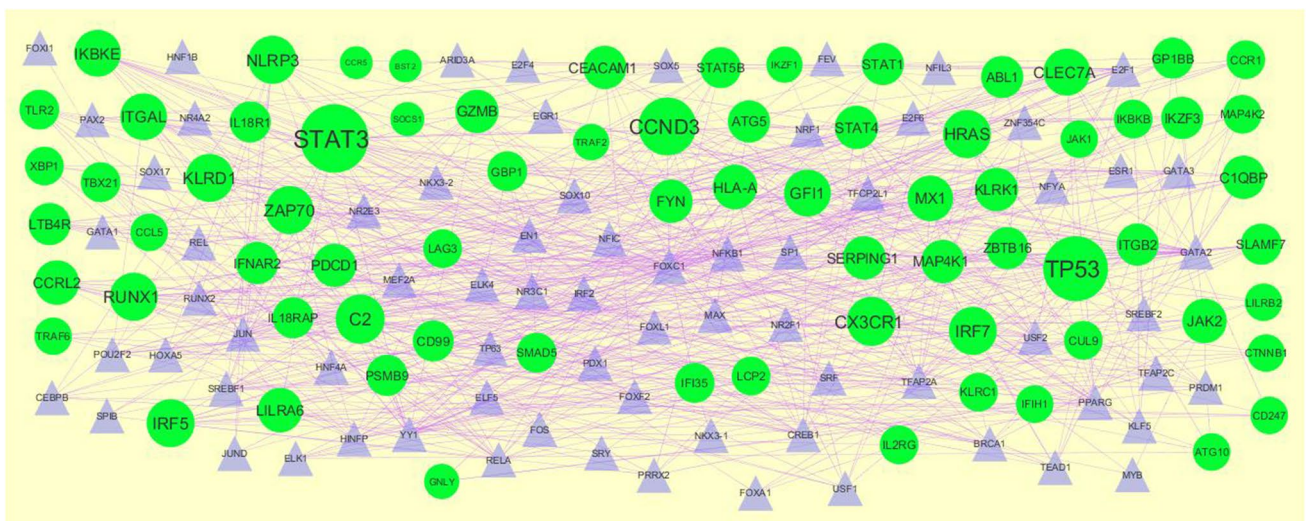 FOXI1
IKBKE
HNF1B
NLRP3
CCR5
BST2
ARID3A
E2F4
CEACAM1
SOX5
STAT5B
IKZF1
FEV
STAT1
NFIL3
ABL1
CLEC7A
E2F1
GP1BB
CCR1
TLR2
PAX2
ITGAL
NR4A2
IL18R1
STAT3
SOCS1
GZMB
EGR1
TRAF2
CCND3
ATG5
NRF1
STAT4
E2F6
HRAS
ZNF354C
JAK1
IKBKB
IKZF3
MAP4K2
XBP1
TBX21
SOX17
KLRD1
NKX3-2
GBP1
SOX10
FYN
HLA-A
GFI1
TFCP2L1
MX1
KLRK1
NFYA
ESR1
GATA3
C1QBP
LTB4R
GATA1
CCL5
REL
ZAP70
NR2E3
LAG3
EN1
NFIC
FOXC1
NFKB1
SP1
SERPING1
MAP4K1
ZBTB16
TP53
ITGB2
GATA2
SLAMF7
CCRL2
RUNX1
RUNX2
IFNAR2
PDCD1
MEF2A
ELK4
NR3C1
IRF2
LILRB2
TRAF6
POU2F2
HOXA5
JUN
IL18RAP
C2
CD99
TP63
SMAD5
PDX1
FOXL1
MAX
NR2F1
CX3CR1
IRF7
USF2
CUL9
SREBF2
JAK2
CTNNB1
CEBPB
SPIB
IRF5
SREBF1
LILRA6
HNF4A
PSMB9
ELF5
FOXF2
IFI35
LCP2
SRF
TFAP2A
KLRC1
IFIH1
PPARG
TFAP2C
PRDM1
KLF5
CD247
JUND
ELK1
HINFP
YY1
GNLY
RELA
FOS
SRY
PRRX2
NKX3-1
FOXA1
CREB1
USF1
IL2RG
BRCA1
TEAD1
MYB
ATG10